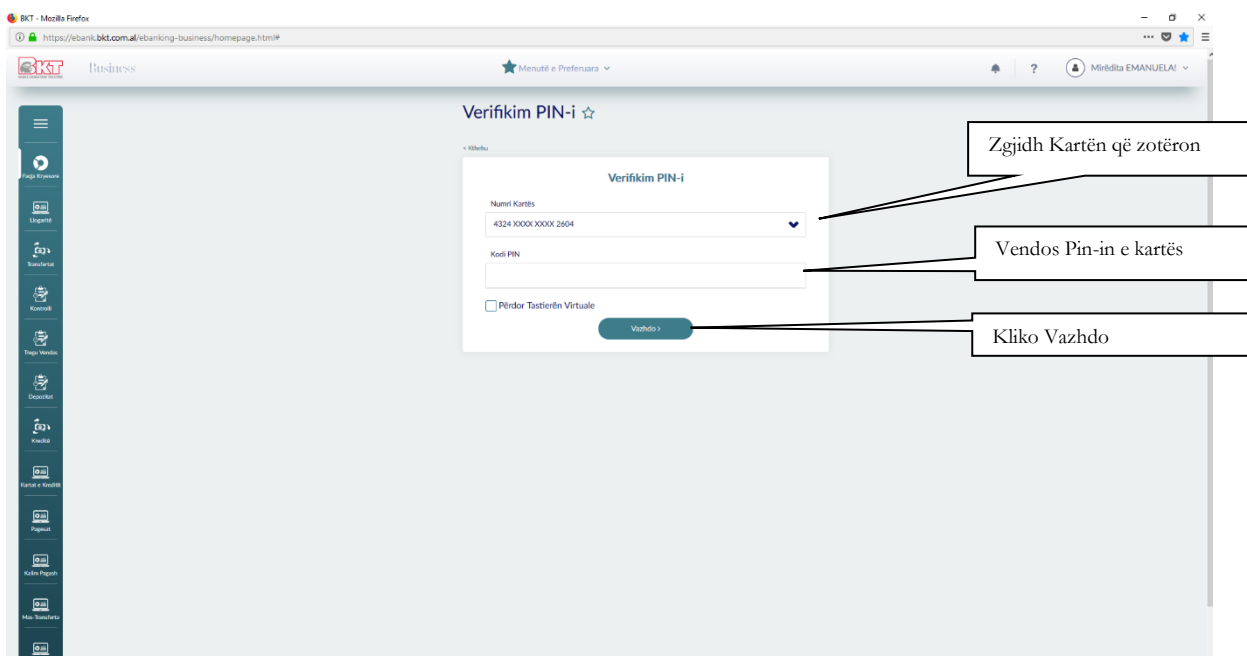 BKT - Mozilla Firefox
https://ebank.bkt.com.al/ebanking-business/homepage.html#
BKT Business Menutë e Preferuara ? Mirëdita EMANUELA!
Verifikim PIN-i
Zgjidh Kartën që zotëron
< Kthehu
Verifikim PIN-i
Faqja Kryesore
Numri Kartës
Llogaritë
4324 XXXX XXXX 2604
Vendos Pin-in e kartës
Kodi PIN
Transfertat
Përdor Tastierën Virtuale
Kontrolli
Vazhdo >
Kliko Vazhdo
Trego Vendos
Depozitat
Kreditë
Kartat e Kreditit
Pagesat
Kalim Pagash
Mas-Transferta